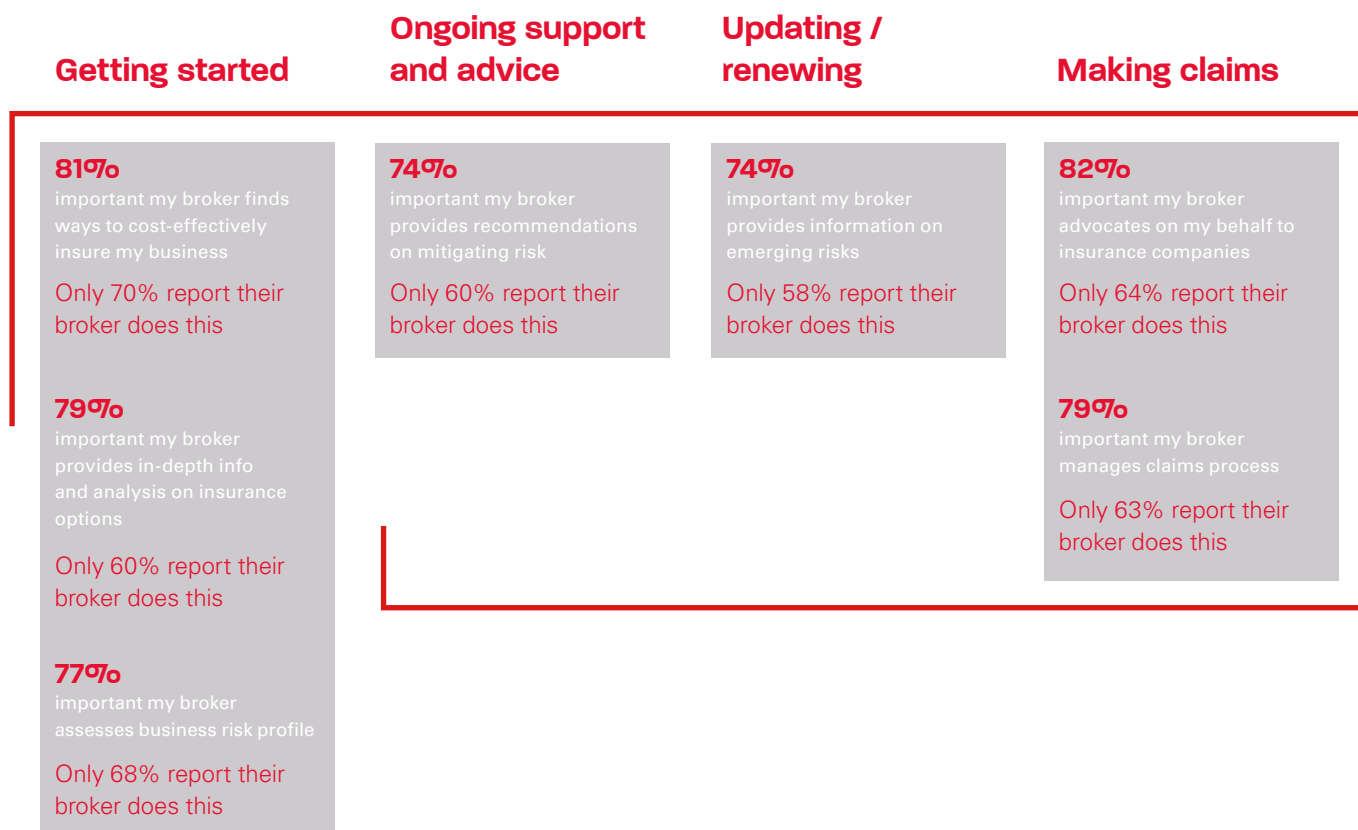 Getting started
81%
important my broker finds
ways to cost-effectively
insure my business
Only 70% report their
broker does this
79%
important my broker
provides in-depth info
and analysis on insurance
options
Only 60% report their
broker does this
77%
important my broker
assesses business risk profile
Only 68% report their
broker does this
Ongoing support
and advice
74%
important my broker
provides recommendations
on mitigating risk
Only 60% report their
broker does this
Updating /
renewing
74%
important my broker
provides information on
emerging risks
Only 58% report their
broker does this
Making claims
82%
important my broker
advocates on my behalf to
insurance companies
Only 64% report their
broker does this
79%
important my broker
manages claims process
Only 63% report their
broker does this